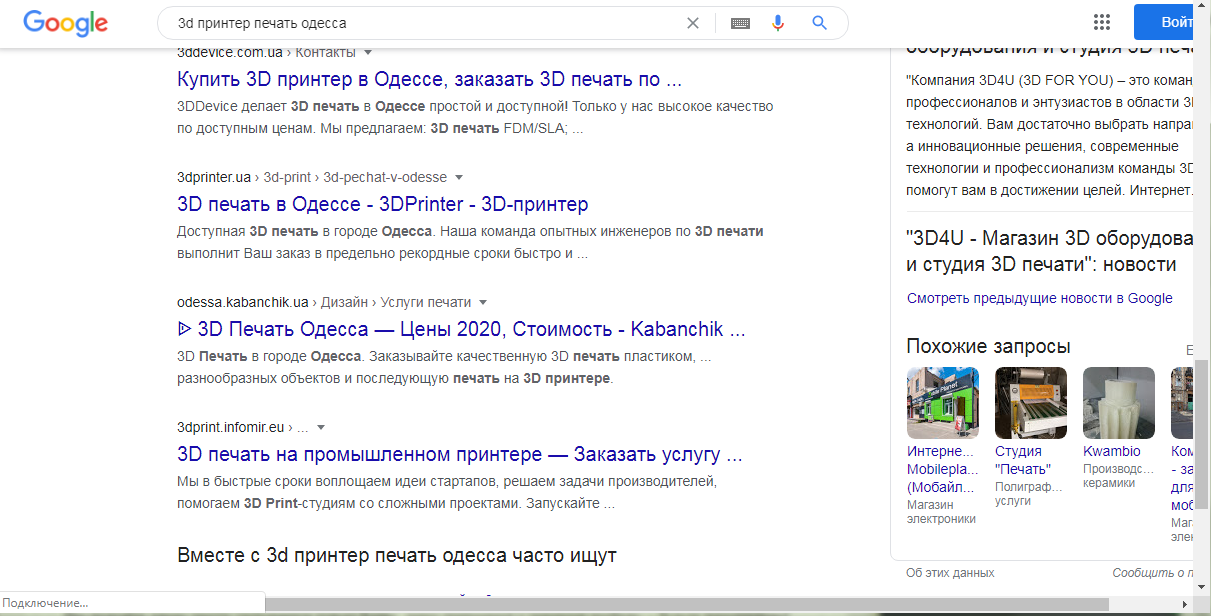 Google
3d принтер печать одесса
Войт
3ddevice.com.ua › Контакты
Купить 3D принтер в Одессе, заказать 3D печать по ...
3DDevice делает 3D печать в Одессе простой и доступной! Только у нас высокое качество
по доступным ценам. Мы предлагаем: 3D печать FDM/SLA; ...
3dprinter.ua › 3d-print › 3d-pechat-v-odesse
3D печать в Одессе - 3DPrinter - 3D-принтер
Доступная 3D печать в городе Одесса. Наша команда опытных инженеров по 3D печати
выполнит Ваш заказ в предельно рекордные сроки быстро и ...
odessa.kabanchik.ua › Дизайн › Услуги печати
ᐈ 3D Печать Одесса — Цены 2020, Стоимость - Kabanchik ...
3D Печать в городе Одесса. Заказывайте качественную 3D печать пластиком, ...
разнообразных объектов и последующую печать на 3D принтере.
3dprint.infomir.eu › ...
3D печать на промышленном принтере — Заказать услугу ...
Мы в быстрые сроки воплощаем идеи стартапов, решаем задачи производителей,
помогаем 3D Print-студиям со сложными проектами. Запускайте ...
Вместе с 3d принтер печать одесса часто ищут
оборудования и студия 3D печа
"Компания 3D4U (3D FOR YOU) – это коман
профессионалов и энтузиастов в области 3
технологий. Вам достаточно выбрать направ
а инновационные решения, современные
технологии и профессионализм команды 3D
помогут вам в достижении целей. Интернет.
"3D4U - Магазин 3D оборудова
и студия 3D печати": новости
Смотреть предыдущие новости в Google
Похожие запросы
Интерне...
Mobilepla...
(Мобайл...
Магазин
электроники
Студия
"Печать"
Полиграф...
услуги
Kwambio
Производс...
керамики
Ком
- за
для
моб
Маг
эле
Об этих данных
Сообщить о п
Подключение...